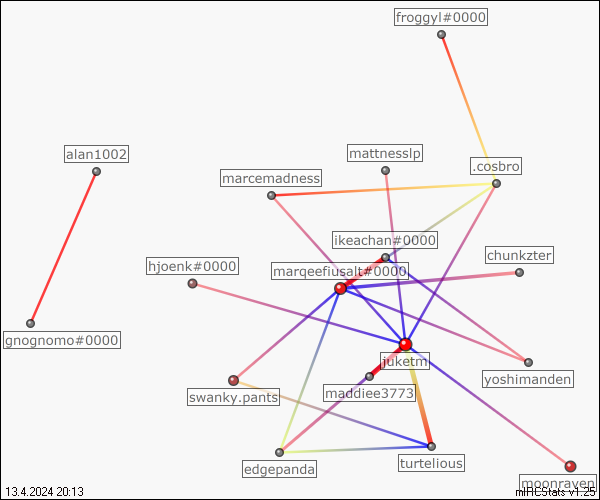 froggyl#0000
alan1002
mattnesslp
.cosbro
marcemadness
ikeachan#0000
chunkzter
hjoenk#0000
marqeefiusalt#0000
gnognomo#0000
juketm
yoshimanden
maddiee3773
swanky.pants
edgepanda
turtelious
moonrayen
13.4.2024 20:13
mIRCStats v1.25